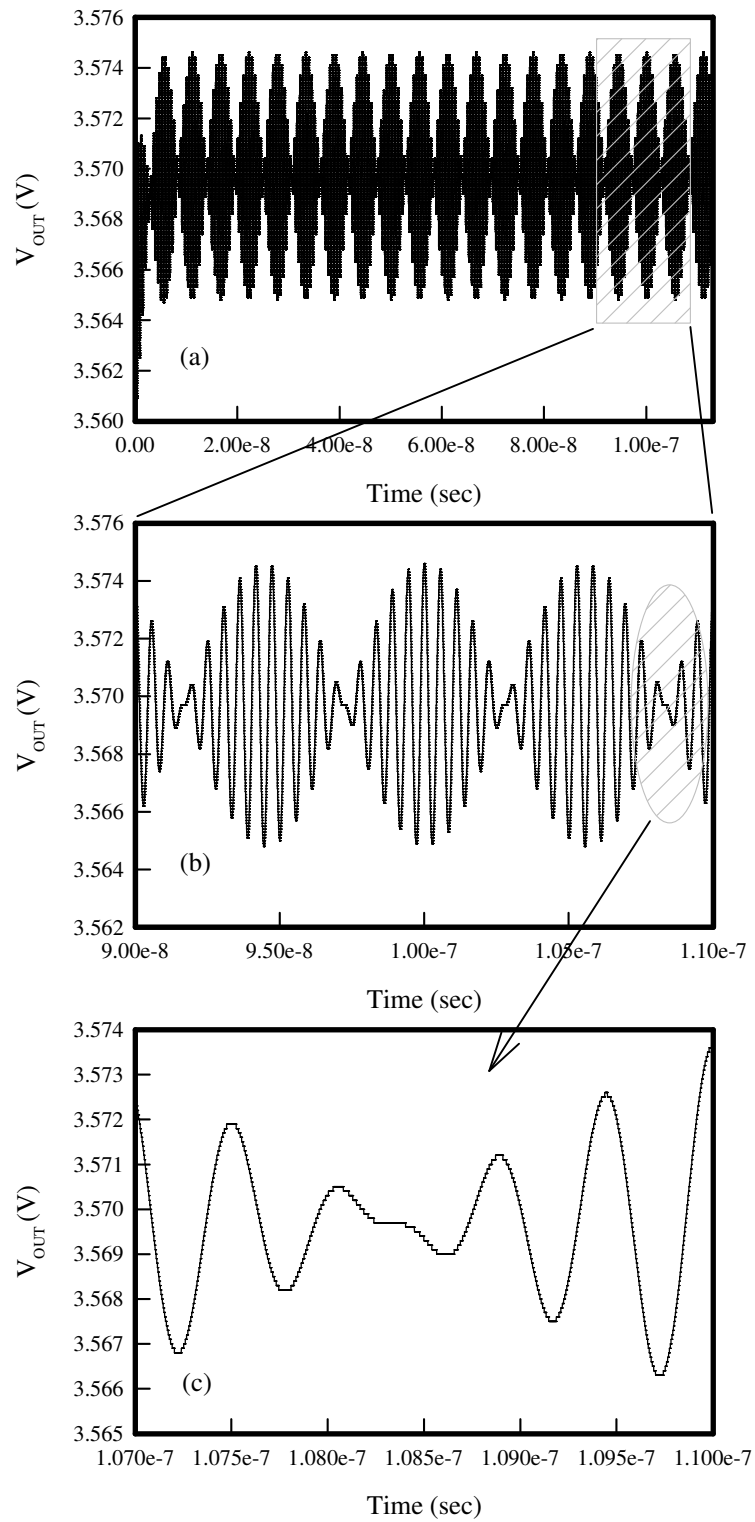 3.576
3.574
3.572
3.570
3.568
3.566
3.564
3.562
3.560
V_OUT (V)
(a)
0.00 2.00e-8 4.00e-8 6.00e-8 8.00e-8 1.00e-7
Time (sec)
3.576
3.574
3.572
3.570
3.568
3.566
3.564
3.562
V_OUT (V)
(b)
9.00e-8 9.50e-8 1.00e-7 1.05e-7 1.10e-7
Time (sec)
3.574
3.573
3.572
3.571
3.570
3.569
3.568
3.567
3.566
3.565
V_OUT (V)
(c)
1.070e-7 1.075e-7 1.080e-7 1.085e-7 1.090e-7 1.095e-7 1.100e-7
Time (sec)